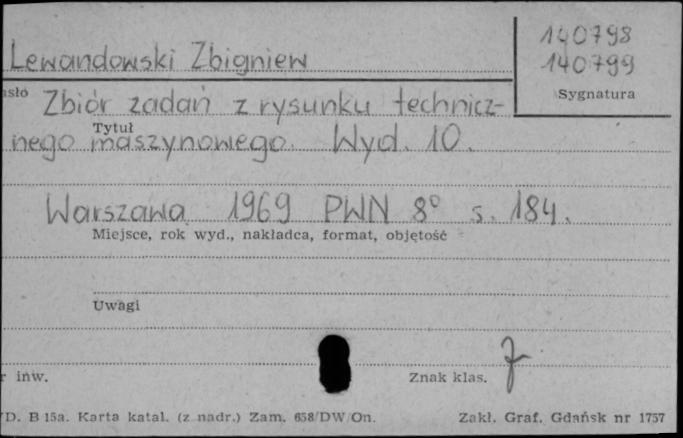 140798
Lewandowski Zbigniew
140799
Sygnatura
Zbiór zadań z rysunku technicz-
Tytuł
nego maszynowego. Wyd. 10.
Warszawa 1969 PWN 8° s. 184.
Miejsce, rok wyd., nakładca, format, objętość
Uwagi
r inw.
Znak klas.
D. B 15a. Karta katal. (z nadr.) Zam. 658/DW/On.
Zakł. Graf. Gdańsk nr 1757